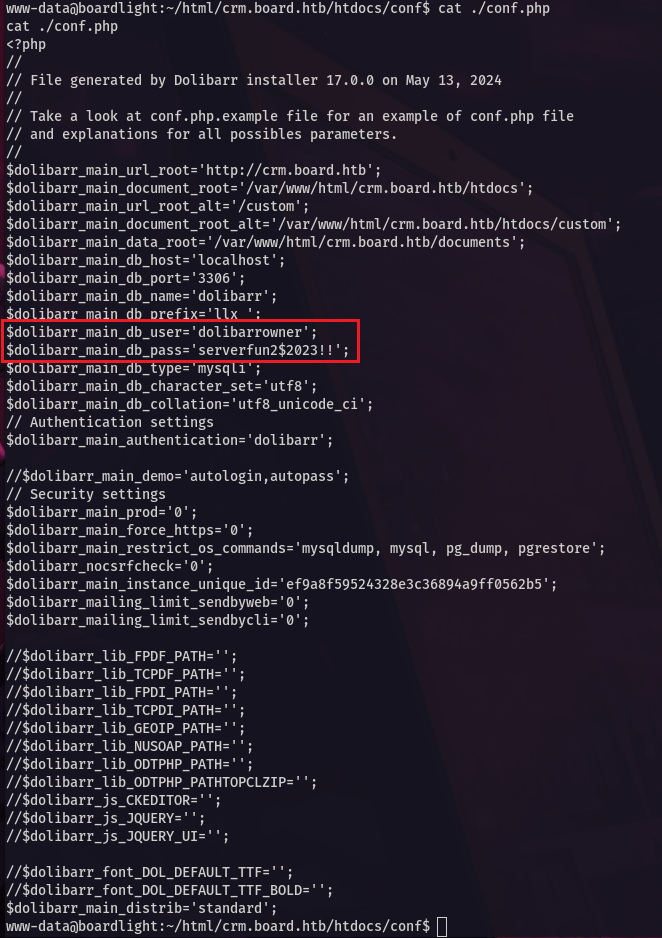 www-data@boardlight:~/html/crm.board.htb/htdocs/conf$ cat ./conf.php
cat ./conf.php
<?php
//
// File generated by Dolibarr installer 17.0.0 on May 13, 2024
//
// Take a look at conf.php.example file for an example of conf.php file
// and explanations for all possibles parameters.
//
$dolibarr_main_url_root='http://crm.board.htb';
$dolibarr_main_document_root='/var/www/html/crm.board.htb/htdocs';
$dolibarr_main_url_root_alt='/custom';
$dolibarr_main_document_root_alt='/var/www/html/crm.board.htb/htdocs/custom';
$dolibarr_main_data_root='/var/www/html/crm.board.htb/documents';
$dolibarr_main_db_host='localhost';
$dolibarr_main_db_port='3306';
$dolibarr_main_db_name='dolibarr';
$dolibarr_main_db_prefix='llx_';
$dolibarr_main_db_user='dolibarrowner';
$dolibarr_main_db_pass='serverfun2$2023!!';
$dolibarr_main_db_type='mysqli';
$dolibarr_main_db_character_set='utf8';
$dolibarr_main_db_collation='utf8_unicode_ci';
// Authentication settings
$dolibarr_main_authentication='dolibarr';

//$dolibarr_main_demo='autologin,autopass';
// Security settings
$dolibarr_main_prod='0';
$dolibarr_main_force_https='0';
$dolibarr_main_restrict_os_commands='mysqldump, mysql, pg_dump, pgrestore';
$dolibarr_nocsrfcheck='0';
$dolibarr_main_instance_unique_id='ef9a8f59524328e3c36894a9ff0562b5';
$dolibarr_mailing_limit_sendbyweb='0';
$dolibarr_mailing_limit_sendbycli='0';

//$dolibarr_lib_FPDF_PATH='';
//$dolibarr_lib_TCPDF_PATH='';
//$dolibarr_lib_FPDI_PATH='';
//$dolibarr_lib_TCPDI_PATH='';
//$dolibarr_lib_GEOIP_PATH='';
//$dolibarr_lib_NUSOAP_PATH='';
//$dolibarr_lib_ODTPHP_PATH='';
//$dolibarr_lib_ODTPHP_PATHTOPCLZIP='';
//$dolibarr_js_CKEDITOR='';
//$dolibarr_js_JQUERY='';
//$dolibarr_js_JQUERY_UI='';

//$dolibarr_font_DOL_DEFAULT_TTF='';
//$dolibarr_font_DOL_DEFAULT_TTF_BOLD='';
$dolibarr_main_distrib='standard';
www-data@boardlight:~/html/crm.board.htb/htdocs/conf$